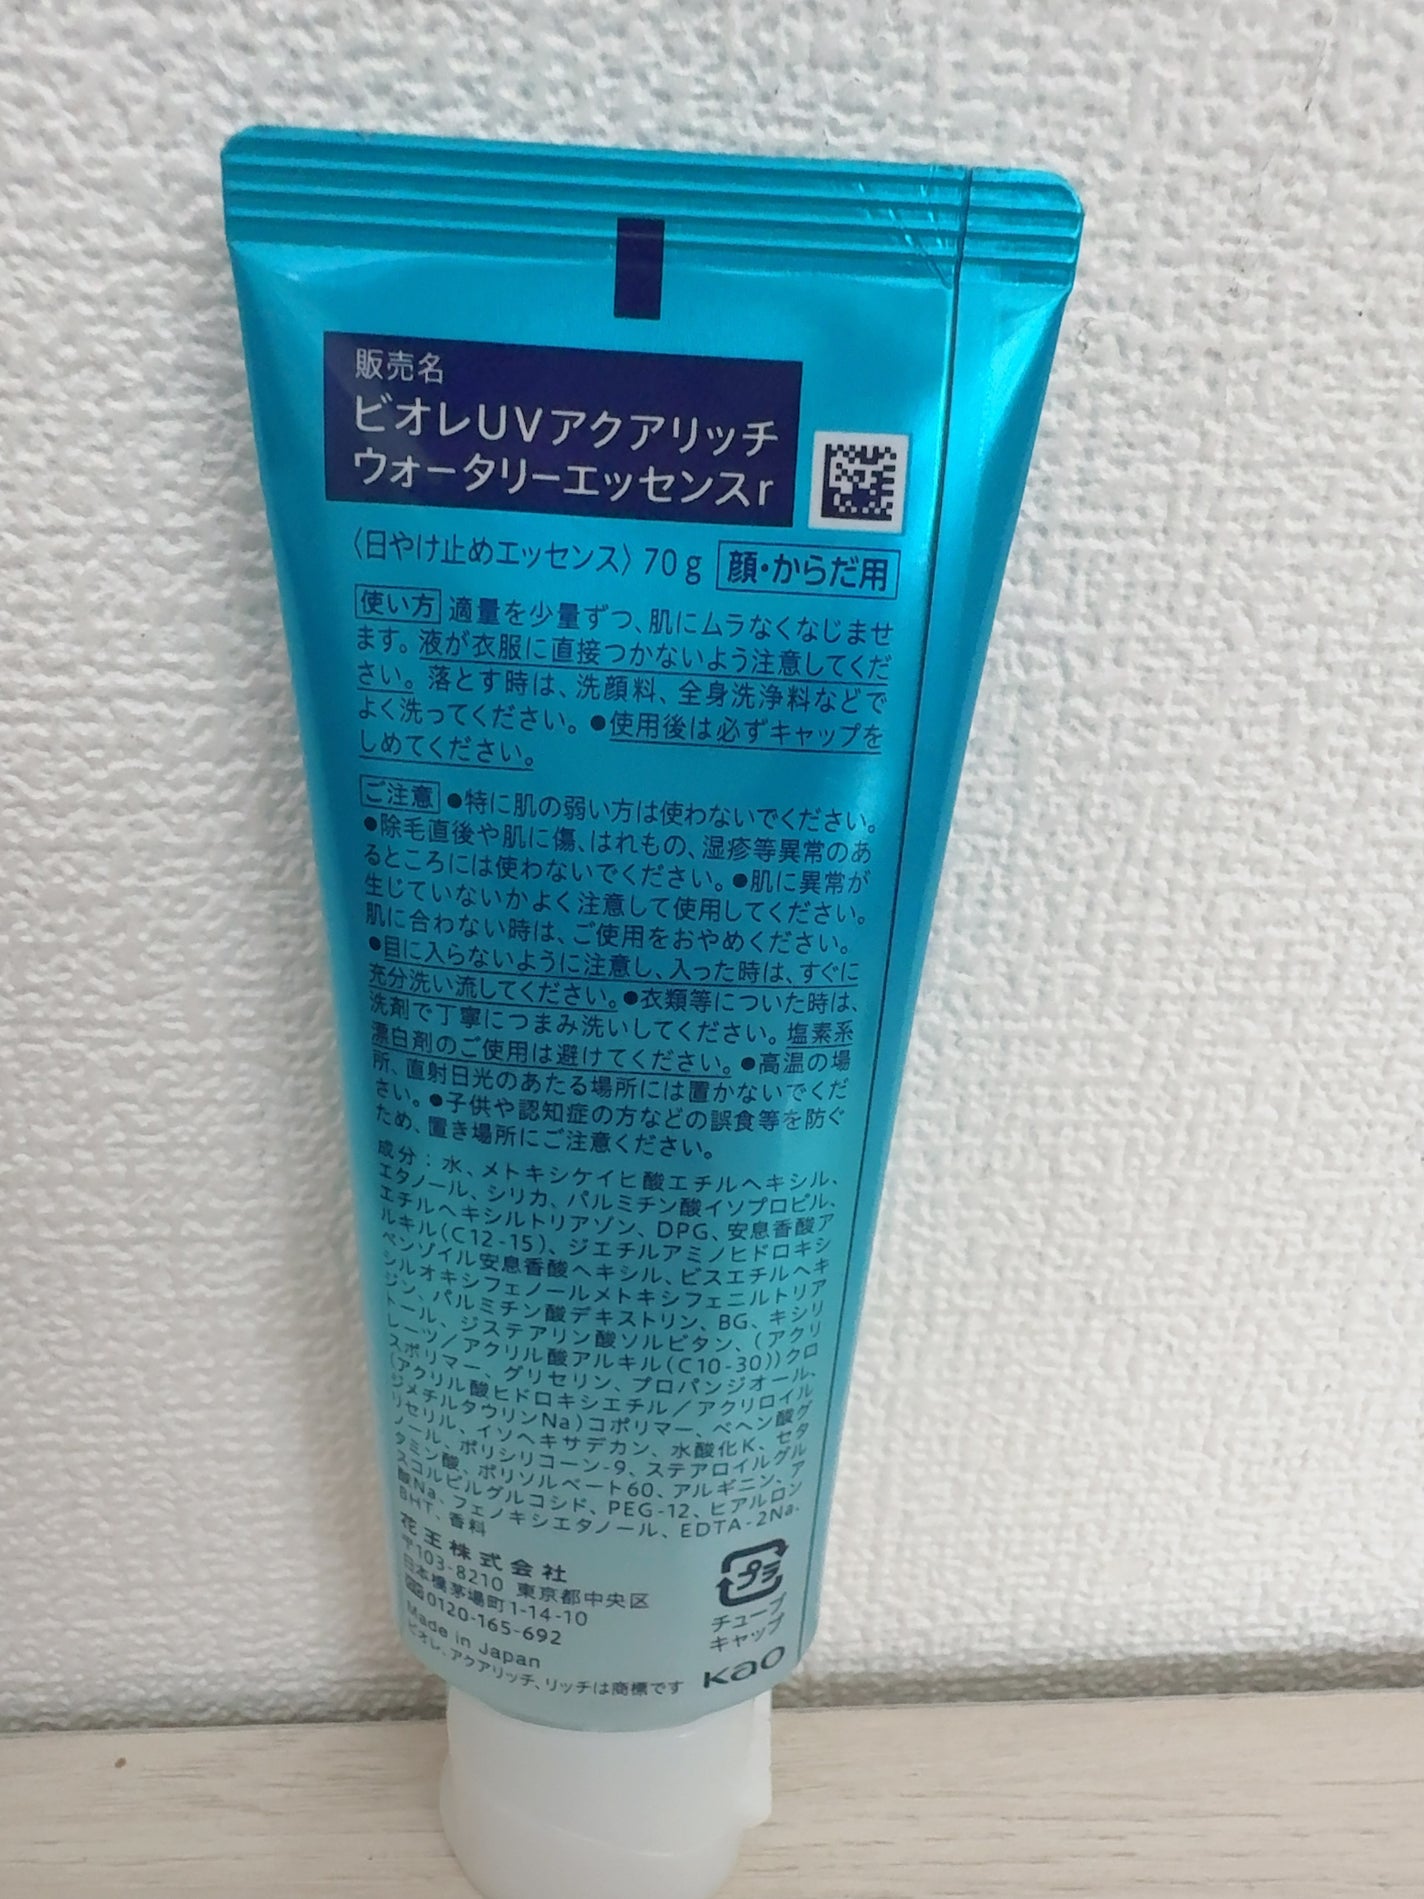 販売名
ビオレUVアクアリッチ
ウォータリーエッセンスr
〈日やけ止めエッセンス〉70g 顔・からだ用
使い方 適量を少量ずつ、肌にムラなくなじませ
ます。液が衣服に直接つかないよう注意してくだ
さい。落とす時は、洗顔料、全身洗浄料などで
よく洗ってください。●使用後は必ずキャップを
しめてください。
ご注意 ●特に肌の弱い方は使わないでください。
●除毛直後や肌に傷、はれもの、湿疹等異常のあ
るところには使わないでください。●肌に異常が
生じていないかよく注意して使用してください。
肌に合わない時は、ご使用をおやめください。
●目に入らないように注意し、入った時は、すぐに
充分洗い流してください。●衣類等についた時は、
洗剤で丁寧につまみ洗いしてください。塩素系
漂白剤のご使用は避けてください。●高温の場
所、直射日光のあたる場所には置かないでくだ
さい。●子供や認知症の方などの誤食等を防ぐ
ため、置き場所にご注意ください。
成分：水、メトキシケイヒ酸エチルヘキシル、
エタノール、シリカ、パルミチン酸イソプロピル、
エチルヘキシルトリアゾン、DPG、安息香酸ア
ルキル(C12-15)、ジエチルアミノヒドロキシ
ベンゾイル安息香酸ヘキシル、ビスエチルヘキ
シルオキシフェノールメトキシフェニルトリア
ジン、パルミチン酸デキストリン、BG、キシリ
トール、ジステアリン酸ソルビタン、(アクリ
レーツ／アクリル酸アルキル(C10-30))クロ
スポリマー、グリセリン、プロパンジオール、
(アクリル酸ヒドロキシエチル／アクリロイル
ジメチルタウリンNa)コポリマー、ベヘン酸グ
リセリル、イソヘキサデカン、水酸化K、セタ
ノール、ポリシリコーン-9、ステアロイルグル
タミン酸、ポリソルベート60、アルギニン、ア
スコルビルグルコシド、PEG-12、ヒアルロン
酸Na、フェノキシエタノール、EDTA-2Na、
BHT、香料
花王株式会社
〒103-8210 東京都中央区
日本橋茅場町1-14-10
0120-165-692
Made in Japan
ビオレ、アクアリッチ、リッチは商標です
プラ
チューブ
キャップ
Kao